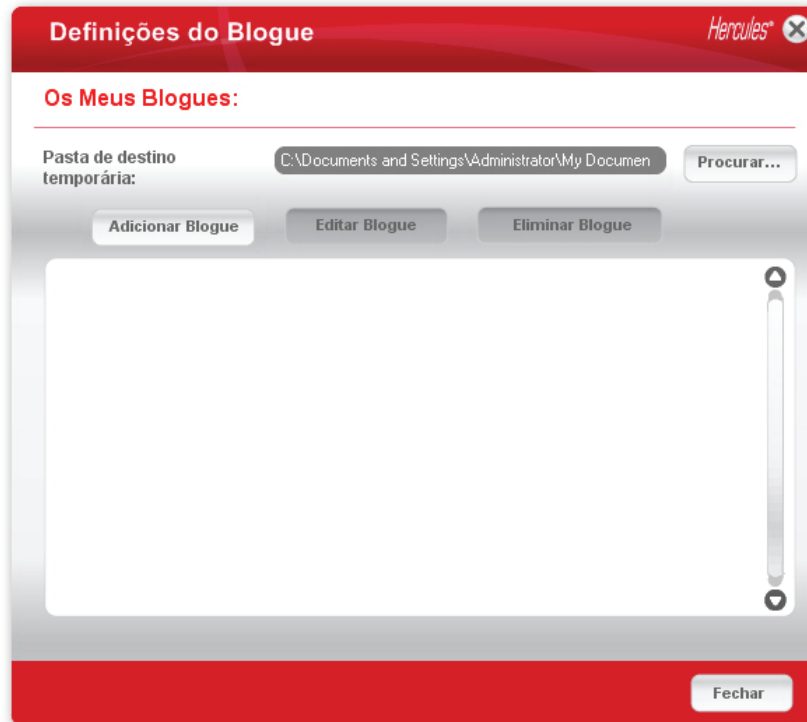 Definições do Blogue
Hercules®
Os Meus Blogues:
Pasta de destino
temporária:
C:\Documents and Settings\Administrator\My Documen
Procurar...
Adicionar Blogue
Editar Blogue
Eliminar Blogue
Fechar